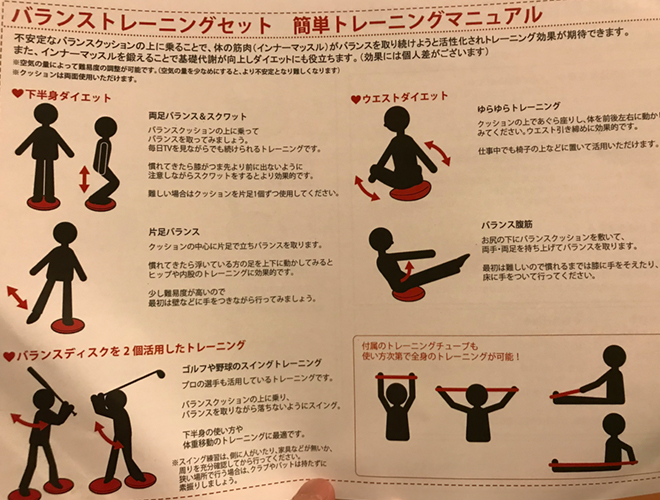 バランストレーニングセット 簡単トレーニングマニュアル
不安定なバランスクッションの上に乗ることで、体の筋肉(インナーマッスル)がバランスを取り続けようと活性化されトレーニング効果が期待できます。
また、インナーマッスルを鍛えることで基礎代謝が向上しダイエットにも役立ちます。(効果には個人差がございます)
※空気の量によって難易度の調整が可能です。(空気の量を少なめにすると、より不安定となり難しくなります)
※クッションは両面使用いただけます。
♥下半身ダイエット
両足バランス&スクワット
バランスクッションの上に乗って
バランスを取ってみましょう。
毎日TVを見ながらでも続けられるトレーニングです。
慣れてきたら膝がつま先より前に出ないように
注意しながらスクワットをするとより効果的です。
難しい場合はクッションを片足1個ずつ使用してください。
片足バランス
クッションの中心に片足で立ちバランスを取ります。
慣れてきたら浮いている方の足を上下に動かしてみると
ヒップや内股のトレーニングに効果的です。
少し難易度が高いので
最初は壁などに手をつきながら行ってみましょう。
♥ウエストダイエット
ゆらゆらトレーニング
クッションの上であぐら座りし、体を前後左右に動かし
みてください。ウエスト引き締めに効果的です。
仕事中でも椅子の上などに置いて活用いただけます。
バランス腹筋
お尻の下にバランスクッションを敷いて、
両手・両足を持ち上げてバランスを取ります。
最初は難しいので慣れるまでは膝に手をそえたり、
床に手をついて行ってください。
♥バランスディスクを2個活用したトレーニング
ゴルフや野球のスイングトレーニング
プロの選手も活用しているトレーニングです。
バランスクッションの上に乗り、
バランスを取りながら落ちないようにスイング。
下半身の使い方や
体重移動のトレーニングに最適です。
※スイング練習は、側に人がいたり、家具などが無いか、
周りを充分確認してから行ってください。
狭い場所で行う場合は、クラブやバットは持たずに
素振りしましょう。
付属のトレーニングチューブも
使い方次第で全身のトレーニングが可能!